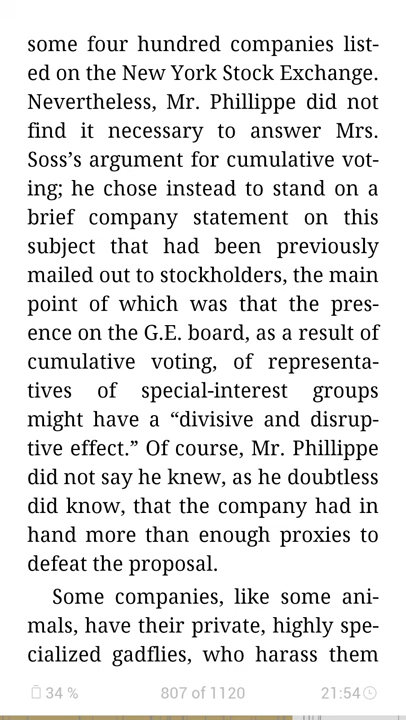 some four hundred companies list-
ed on the New York Stock Exchange.
Nevertheless, Mr. Phillippe did not
find it necessary to answer Mrs.
Soss’s argument for cumulative vot-
ing; he chose instead to stand on a
brief company statement on this
subject that had been previously
mailed out to stockholders, the main
point of which was that the pres-
ence on the G.E. board, as a result of
cumulative voting, of representa-
tives of special-interest groups
might have a “divisive and disrup-
tive effect.” Of course, Mr. Phillippe
did not say he knew, as he doubtless
did know, that the company had in
hand more than enough proxies to
defeat the proposal.
Some companies, like some ani-
mals, have their private, highly spe-
cialized gadflies, who harass them
34 % 807 of 1120 21:54